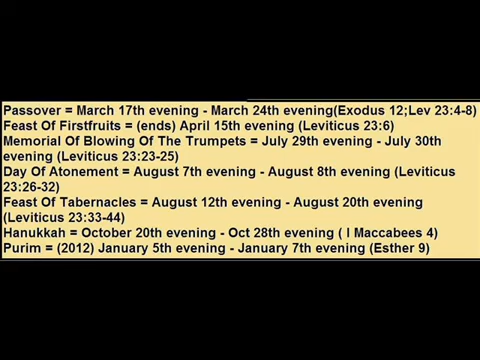 Passover = March 17th evening - March 24th evening(Exodus 12;Lev 23:4-8)
Feast Of Firstfruits = (ends) April 15th evening (Leviticus 23:6)
Memorial Of Blowing Of The Trumpets = July 29th evening - July 30th
evening (Leviticus 23:23-25)
Day Of Atonement = August 7th evening - August 8th evening (Leviticus
23:26-32)
Feast Of Tabernacles = August 12th evening - August 20th evening
(Leviticus 23:33-44)
Hanukkah = October 20th evening - Oct 28th evening ( I Maccabees 4)
Purim = (2012) January 5th evening - January 7th evening (Esther 9)